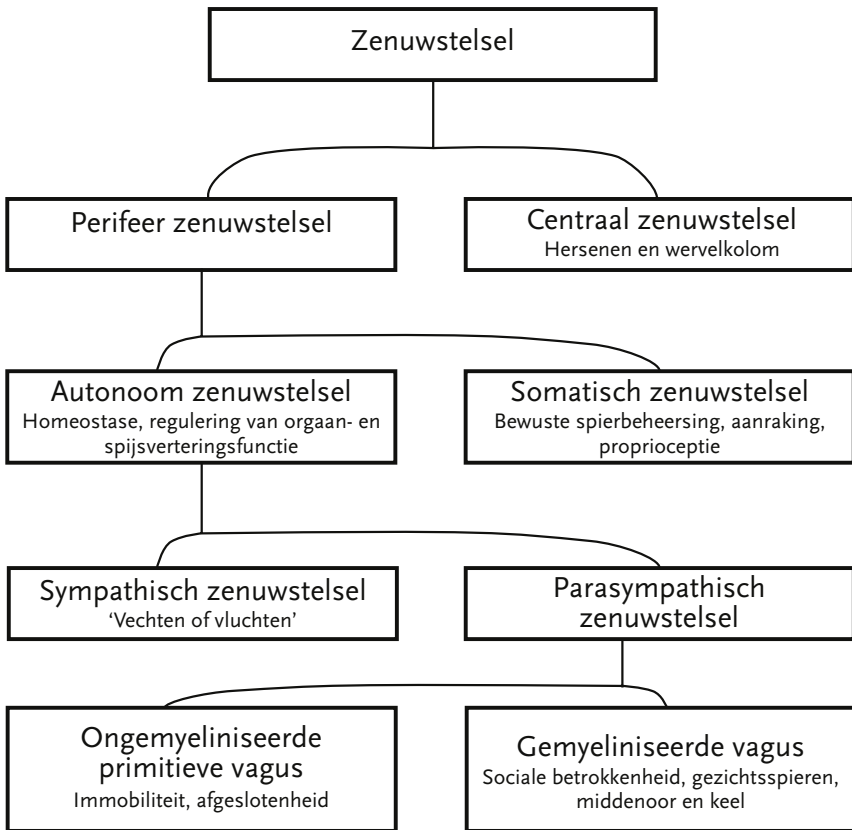 Zenuwstelsel
Perifeer zenuwstelsel
Centraal zenuwstelsel
Hersenen en wervelkolom
Autonoom zenuwstelsel
Homeostase, regulering van orgaan- en
spijsverteringsfunctie
Somatisch zenuwstelsel
Bewuste spierbeheersing, aanraking,
proprioceptie
Sympathisch zenuwstelsel
‘Vechten of vluchten’
Parasympathisch
zenuwstelsel
Ongemyeliniseerde
primitieve vagus
Immobiliteit, afgeslotenheid
Gemyeliniseerde vagus
Sociale betrokkenheid, gezichtsspieren,
middenoor en keel